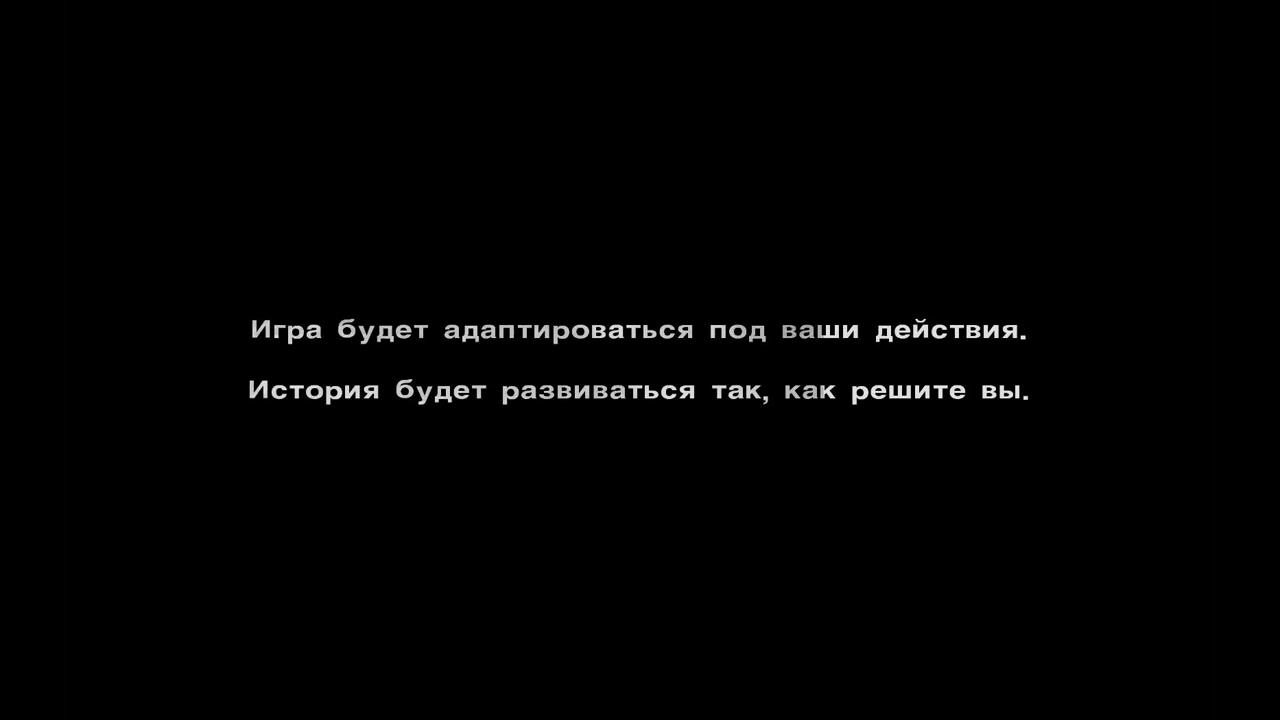 Игра будет адаптироваться под ваши действия.
История будет развиваться так, как решите вы.